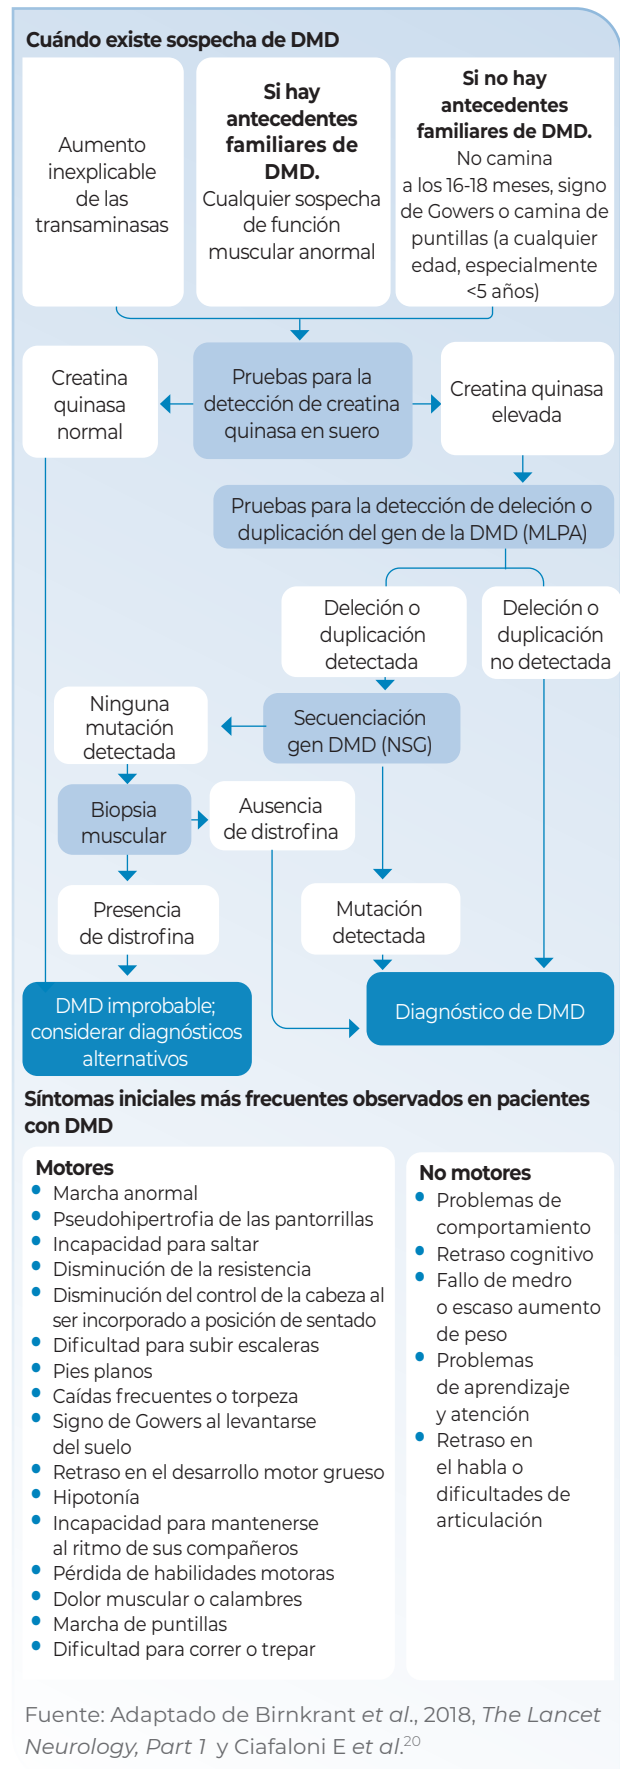 Cuándo existe sospecha de DMD
Aumento
inexplicable
de las
transaminasas
Si hay
antecedentes
familiares de
DMD.
Cualquier sospecha
de función
muscular anormal
Si no hay
antecedentes
familiares de DMD.
No camina
a los 16-18 meses, signo
de Gowers o camina de
puntillas (a cualquier
edad, especialmente
<5 años)
Creatina
quinasa
normal
Pruebas para la
detección de creatina
quinasa en suero
Creatina quinasa
elevada
Pruebas para la detección de deleción o
duplicación del gen de la DMD (MLPA)
Deleción o
duplicación
detectada
Deleción o
duplicación
no detectada
Ninguna
mutación
detectada
Secuenciación
gen DMD (NSG)
Biopsia
muscular
Ausencia
de distrofina
Presencia
de distrofina
Mutación
detectada
DMD improbable;
considerar diagnósticos
alternativos
Diagnóstico de DMD
Síntomas iniciales más frecuentes observados en pacientes
con DMD
Motores
• Marcha anormal
• Pseudohipertrofia de las pantorrillas
• Incapacidad para saltar
• Disminución de la resistencia
• Disminución del control de la cabeza al
ser incorporado a posición de sentado
• Dificultad para subir escaleras
• Pies planos
• Caídas frecuentes o torpeza
• Signo de Gowers al levantarse
del suelo
• Retraso en el desarrollo motor grueso
• Hipotonía
• Incapacidad para mantenerse
al ritmo de sus compañeros
• Pérdida de habilidades motoras
• Dolor muscular o calambres
• Marcha de puntillas
• Dificultad para correr o trepar
No motores
• Problemas de
comportamiento
• Retraso cognitivo
• Fallo de medro
o escaso aumento
de peso
• Problemas
de aprendizaje
y atención
• Retraso en
el habla o
dificultades de
articulación
Fuente: Adaptado de Birnkrant et al., 2018, The Lancet
Neurology, Part 1 y Ciafaloni E et al.20